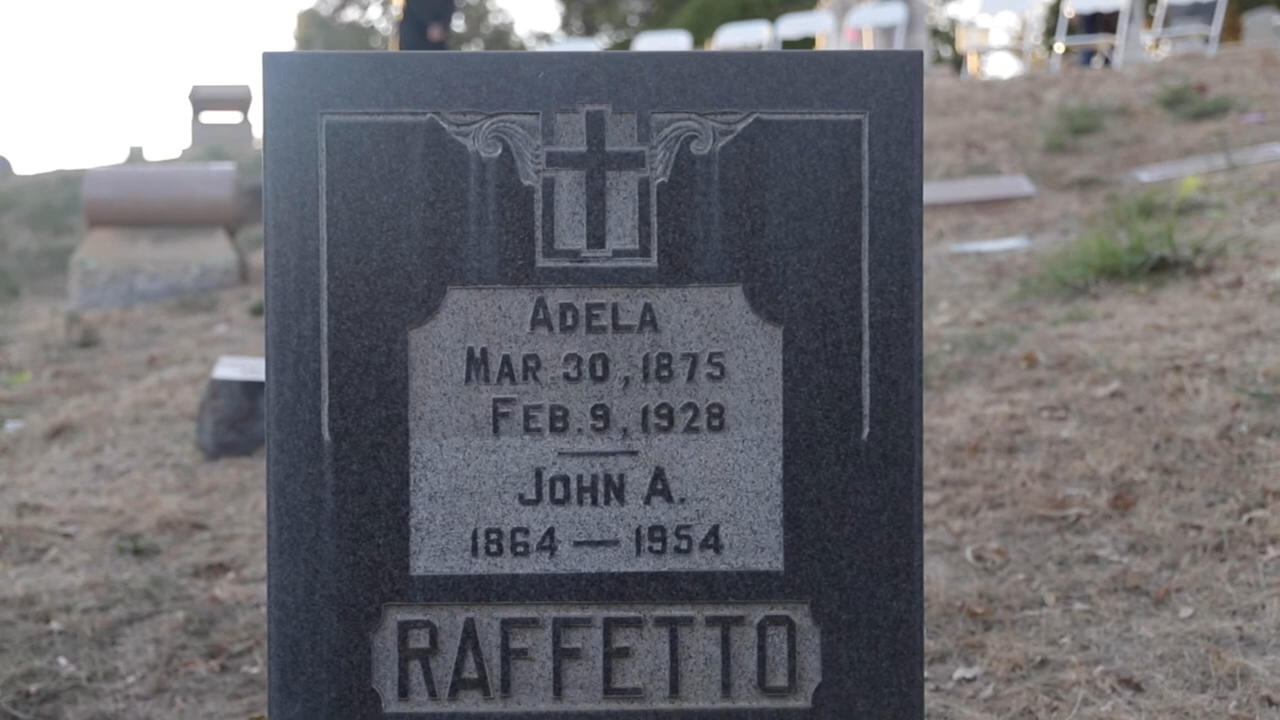 ADELA
MAR. 30, 1875
FEB. 9, 1928
JOHN A.
1864 — 1954
RAFFETTO